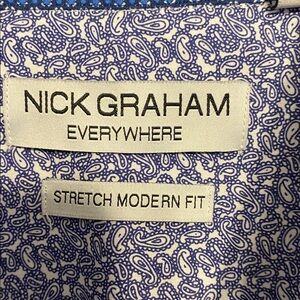 NICK GRAHAM
EVERYWHERE
STRETCH MODERN FIT